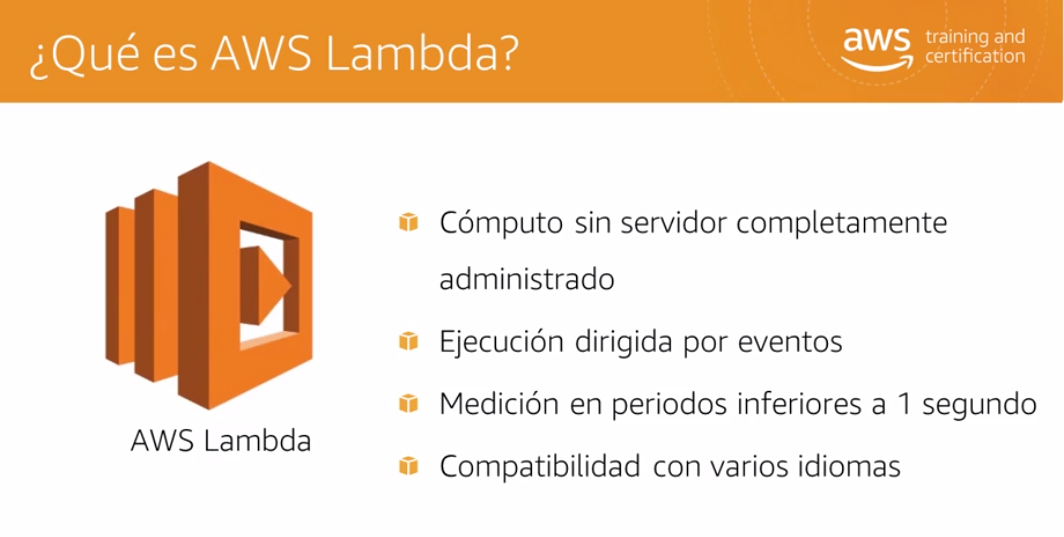 ¿Qué es AWS Lambda?
aws training and
certification
Cómputo sin servidor completamente
administrado
Ejecución dirigida por eventos
Medición en periodos inferiores a 1 segundo
Compatibilidad con varios idiomas
AWS Lambda